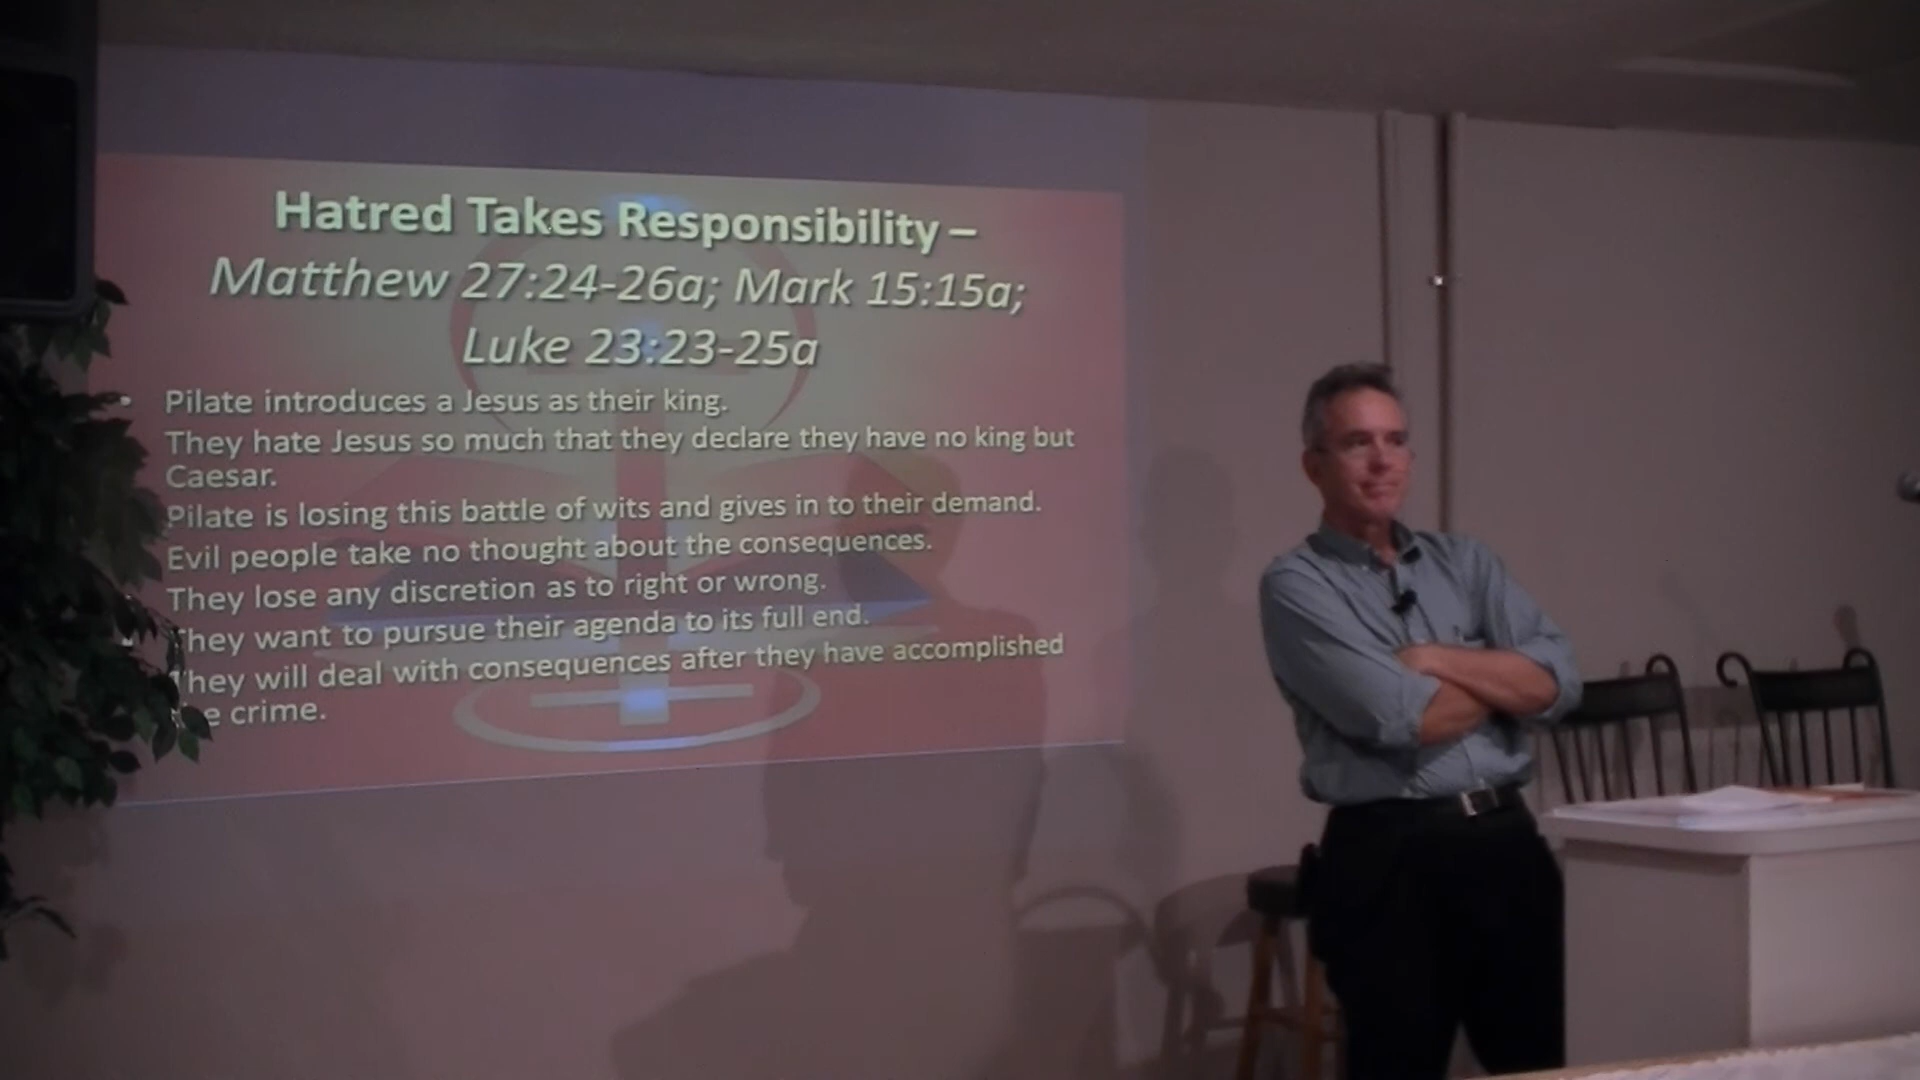 Hatred Takes Responsibility –
Matthew 27:24-26a; Mark 15:15a;
Luke 23:23-25a
• Pilate introduces a Jesus as their king.
They hate Jesus so much that they declare they have no king but
Caesar.
Pilate is losing this battle of wits and gives in to their demand.
Evil people take no thought about the consequences.
They lose any discretion as to right or wrong.
They want to pursue their agenda to its full end.
They will deal with consequences after they have accomplished
the crime.